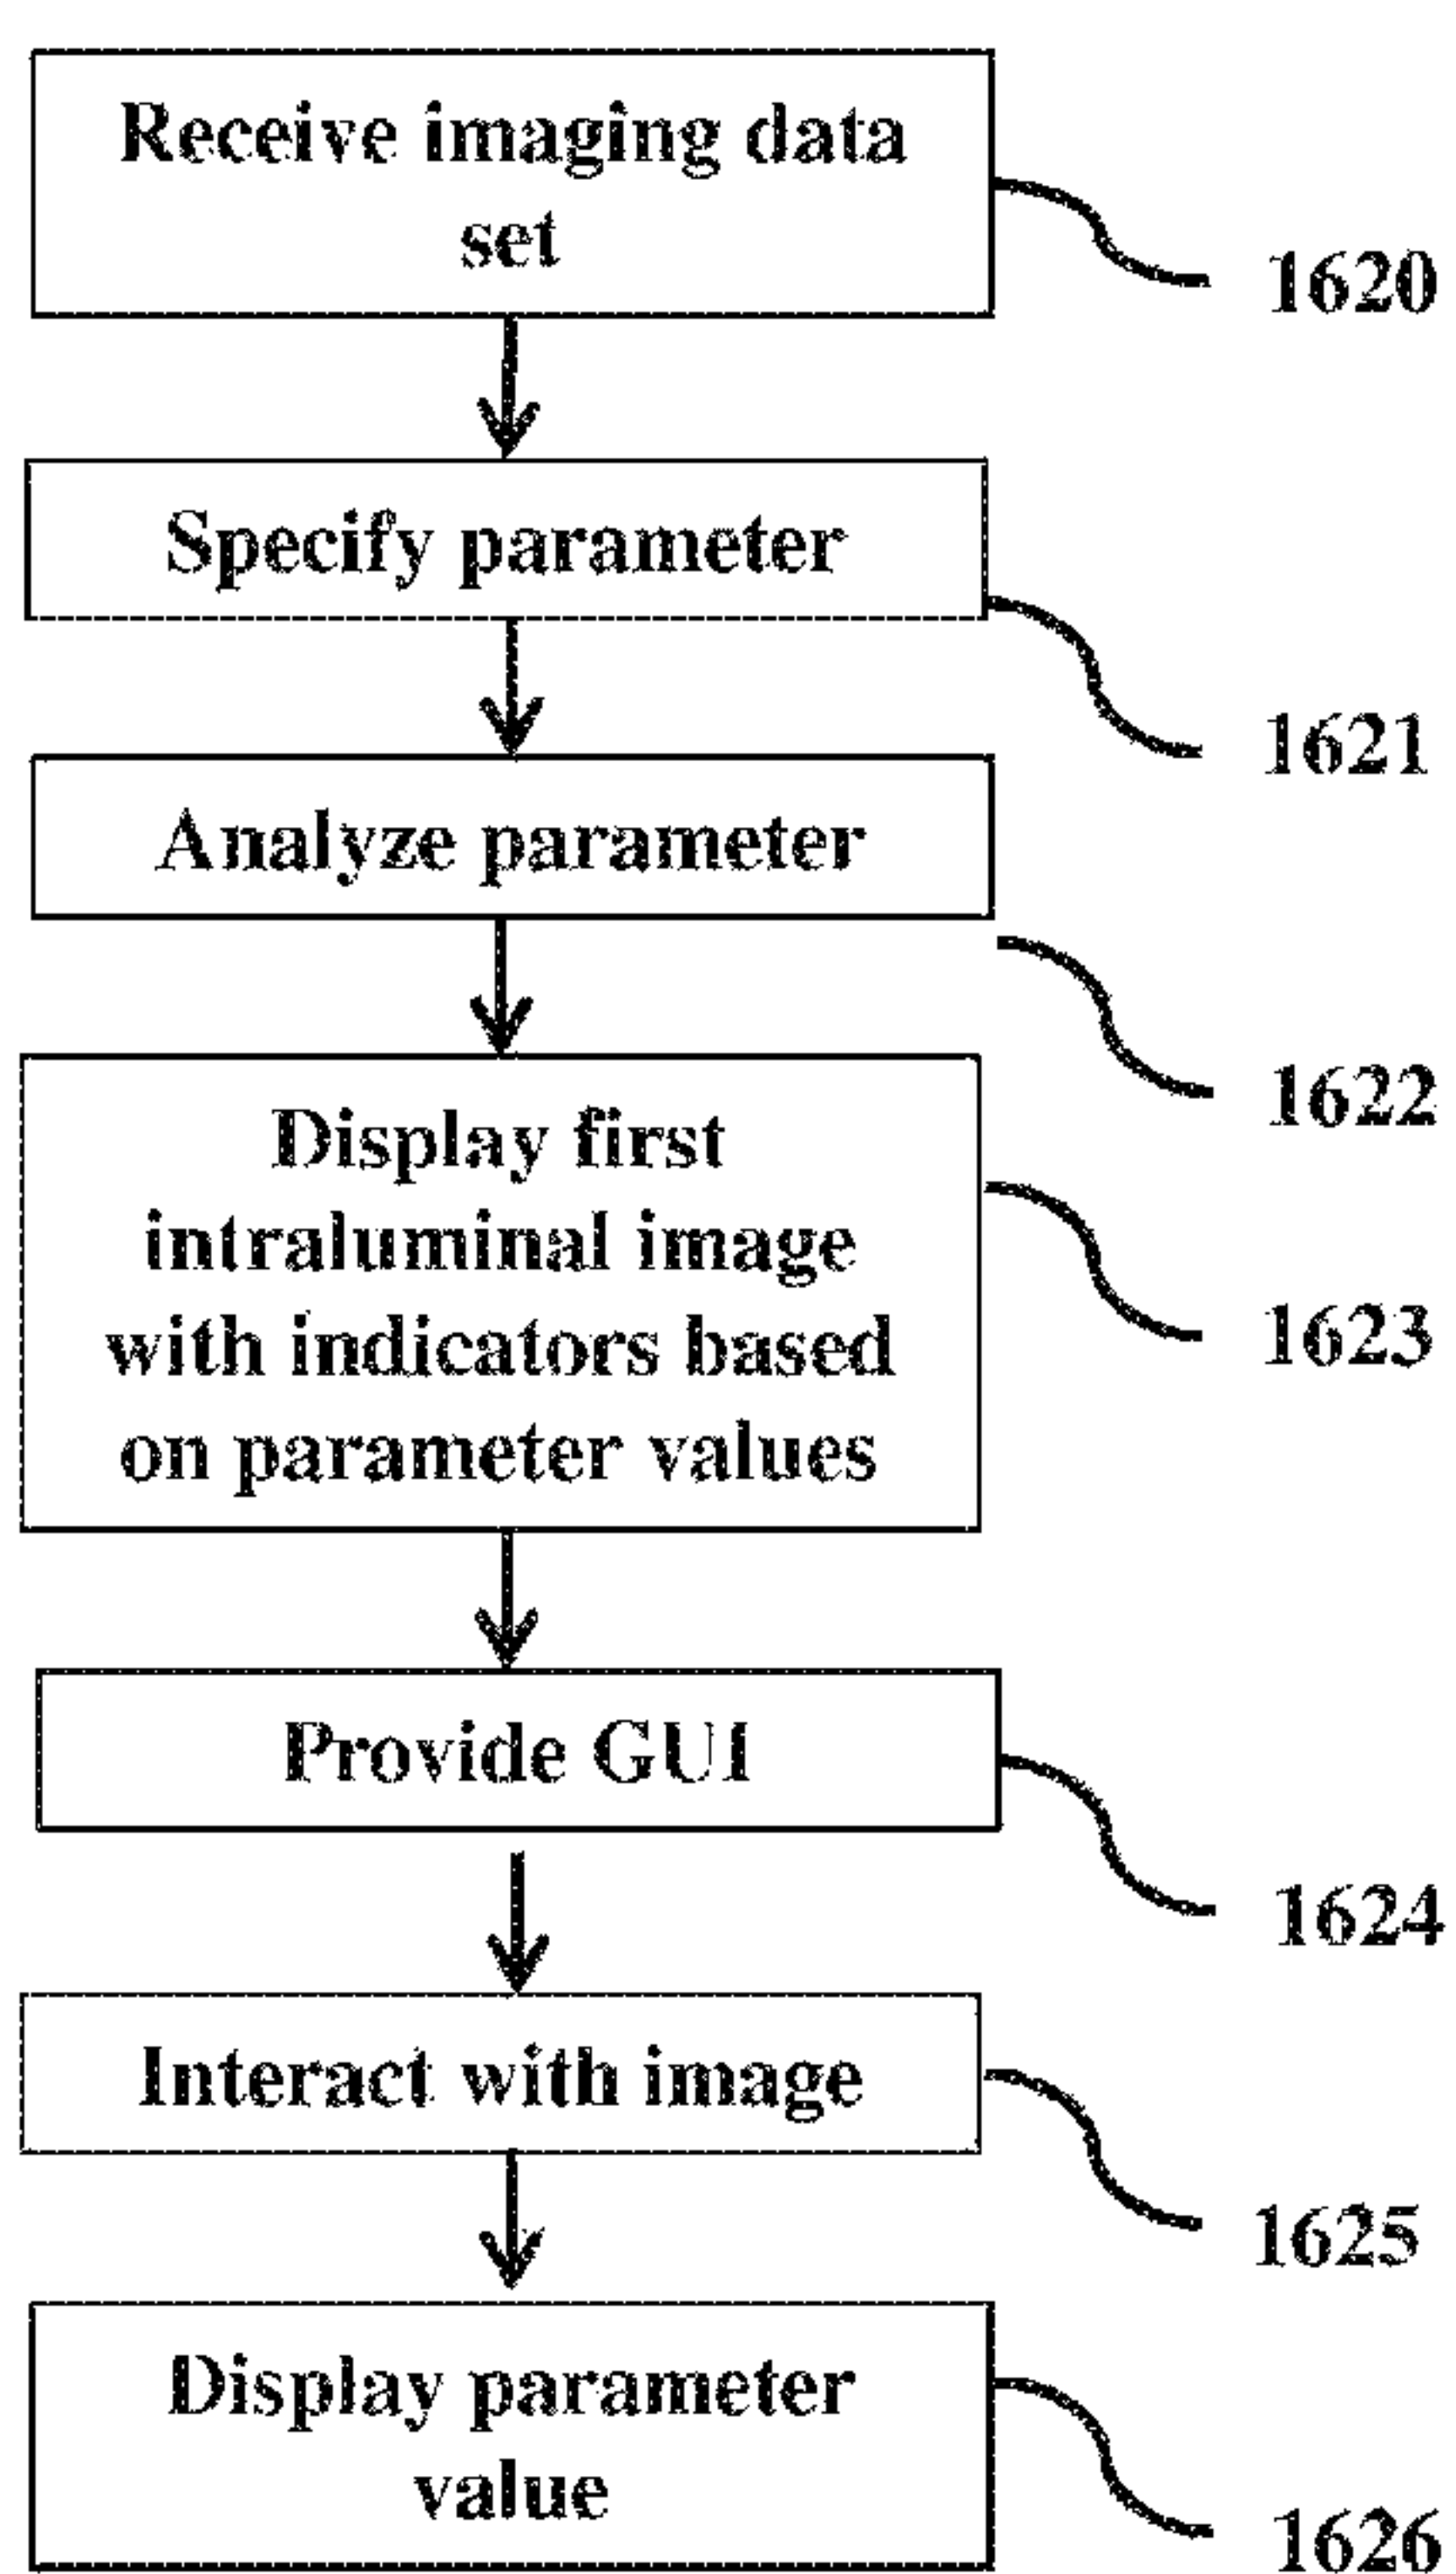 Receive imaging data
set
1620
Specify parameter
1621
Analyze parameter
1622
Display first
intraluminal image
with indicators based
on parameter values
1623
Provide GUI
1624
Interact with image
1625
Display parameter
value
1626